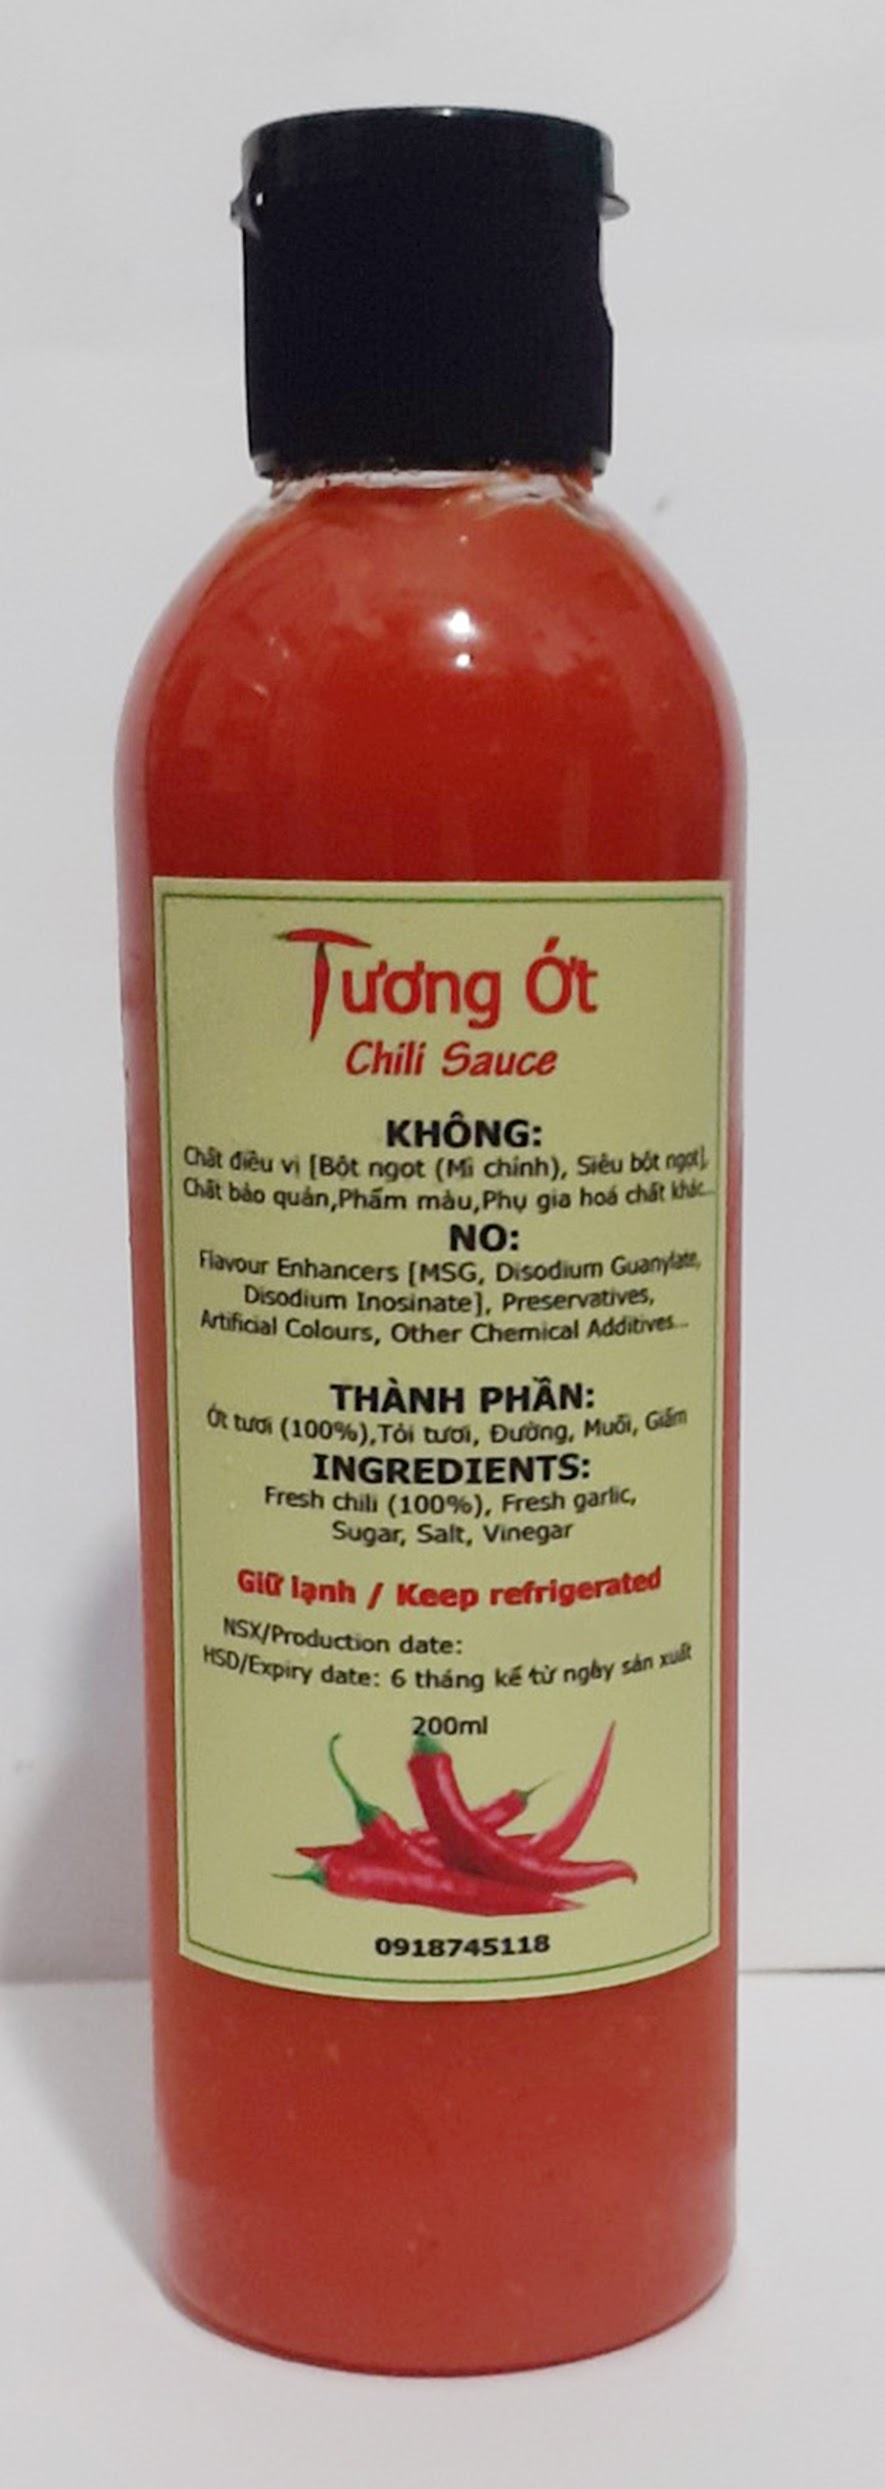 Tương Ớt
Chili Sauce
KHÔNG:
Chất điều vị [Bột ngọt (Mì chính), Siêu bột ngọt],
Chất bảo quản,Phẩm màu,Phụ gia hoá chất khác...
NO:
Flavour Enhancers [MSG, Disodium Guanylate,
Disodium Inosinate], Preservatives,
Artificial Colours, Other Chemical Additives...
THÀNH PHẦN:
Ớt tươi (100%),Tỏi tươi, Đường, Muối, Giấm
INGREDIENTS:
Fresh chili (100%), Fresh garlic,
Sugar, Salt, Vinegar
Giữ lạnh / Keep refrigerated
NSX/Production date:
HSD/Expiry date: 6 tháng kể từ ngày sản xuất
200ml
0918745118